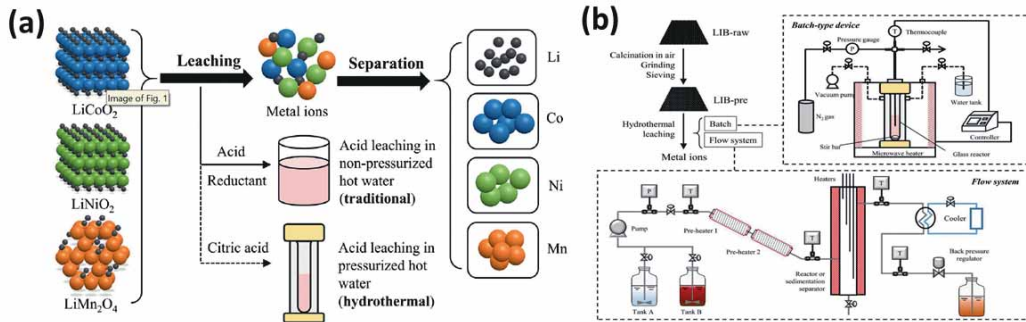 (a)
LiCoO2
Image of Fig. 1
LiNiO2
LiMn2O4
Leaching
Metal ions
Separation
Acid
Reductant
Acid leaching in
non-pressurized
hot water
(traditional)
Citric acid
Acid leaching in
pressurized hot
water
(hydrothermal)
Li
Co
Ni
Mn
(b)
LIB-raw
Calcination in air
Grinding
Sieving
LIB-pre
Hydrothermal
leaching
Batch
Flow system
Metal ions
Batch-type device
T
Thermocouple
Pressure gauge
P
Vacuum pump
N2 gas
Water tank
Controller
Stir bar
Glass reactor
Microwave heater
Flow system
Heaters
P
T
T
Pump
Pre-heater 1
Pre-heater 2
T
Cooler
T
Back pressure
regulator
Reactor or
sedimentation
separator
Tank A
Tank B